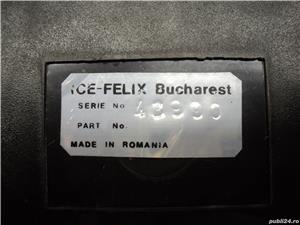 ICE-FELIX Bucharest
SERIE No
PART No.
MADE IN ROMANIA
publi24.ro